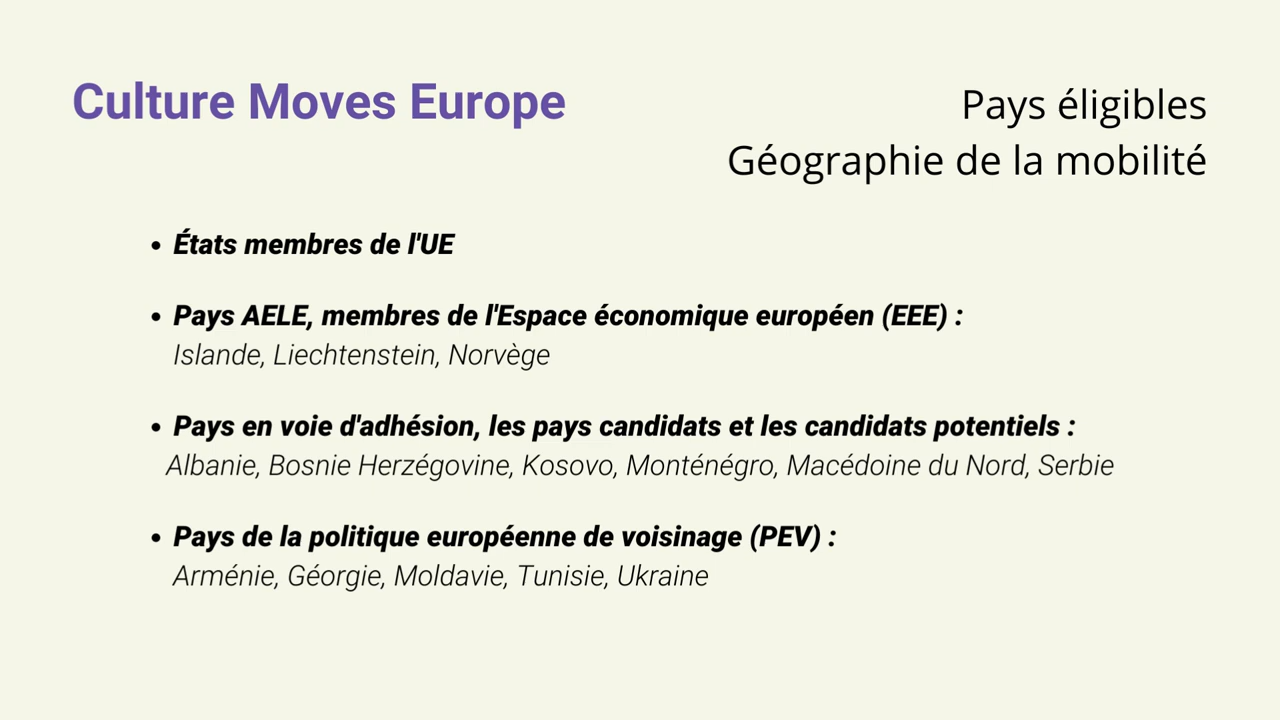 Culture Moves Europe
Pays éligibles
Géographie de la mobilité
• États membres de l'UE
• Pays AELE, membres de l'Espace économique européen (EEE) :
Islande, Liechtenstein, Norvège
• Pays en voie d'adhésion, les pays candidats et les candidats potentiels :
Albanie, Bosnie Herzégovine, Kosovo, Monténégro, Macédoine du Nord, Serbie
• Pays de la politique européenne de voisinage (PEV) :
Arménie, Géorgie, Moldavie, Tunisie, Ukraine